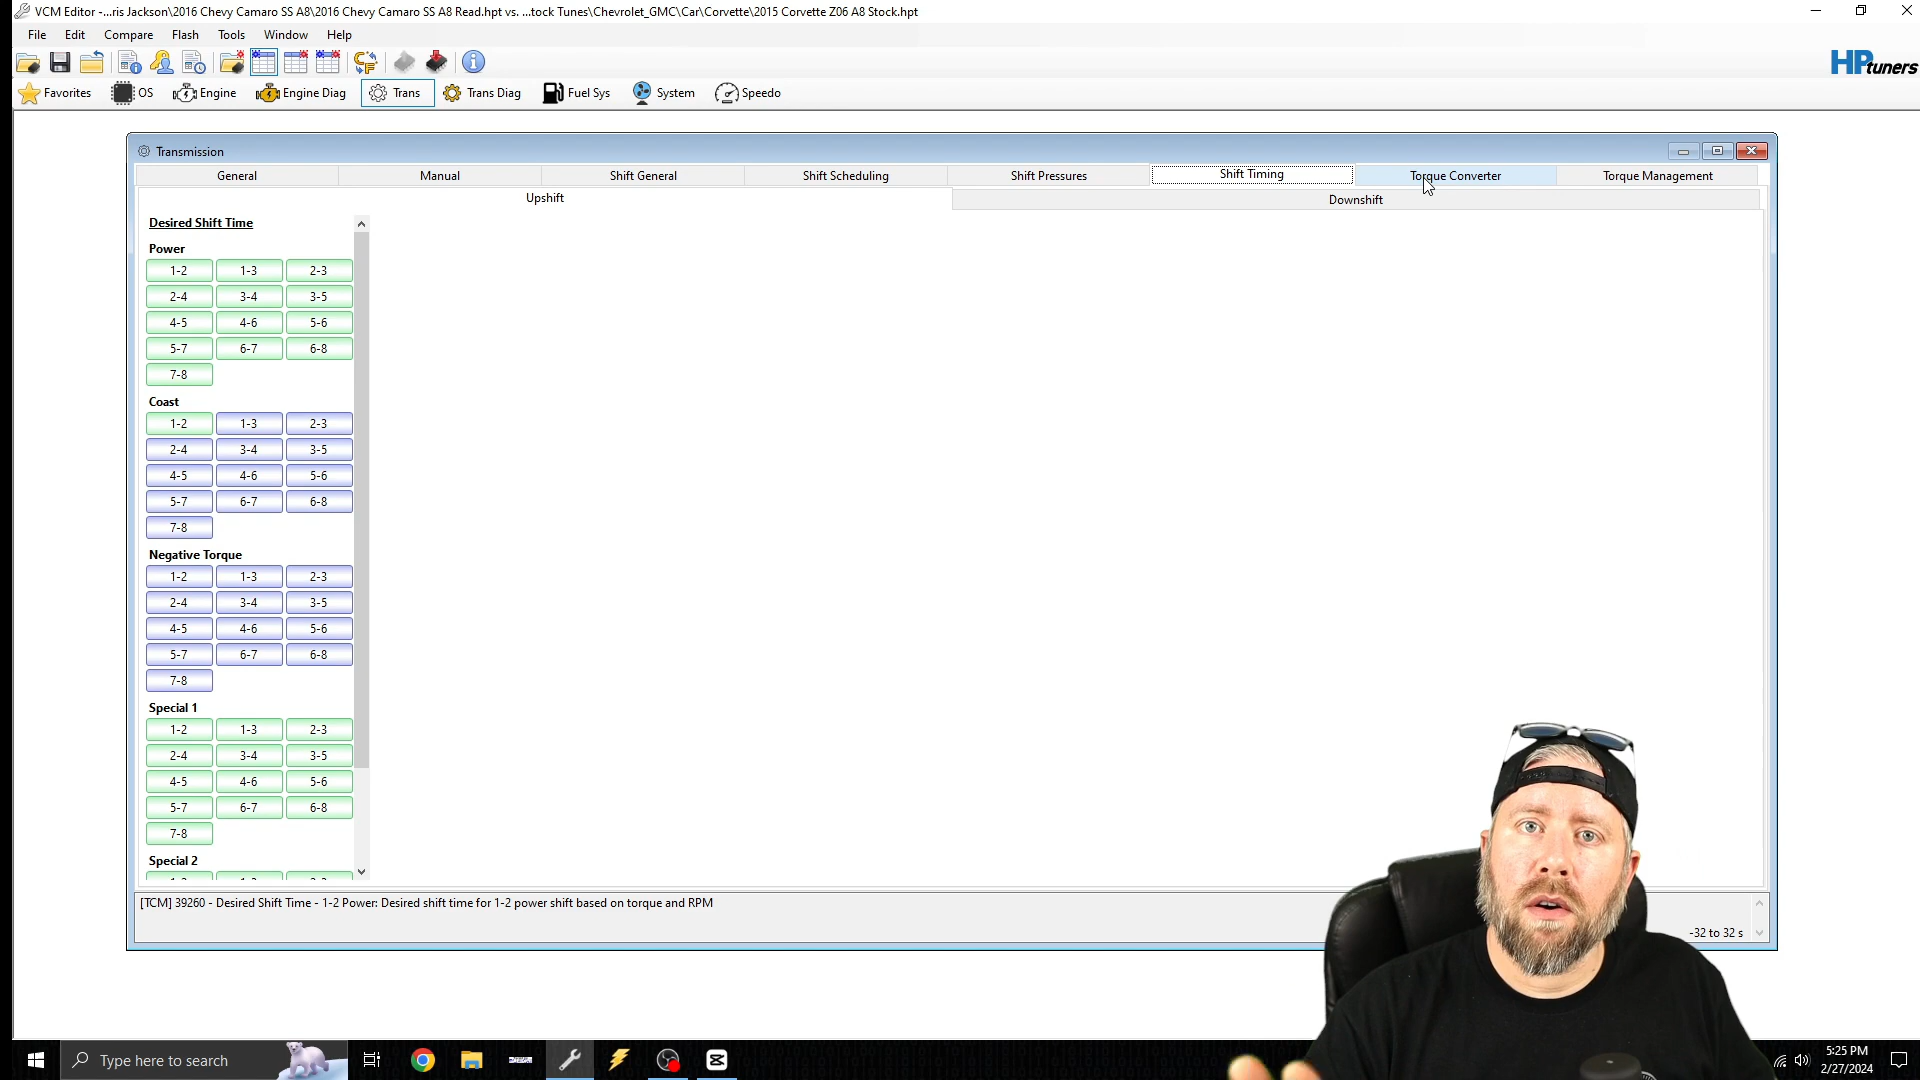 VCM Editor -...ris Jackson\2016 Chevy Camaro SS A8\2016 Chevy Camaro SS A8 Read.hpt vs. ...tock Tunes\Chevrolet_GMC\Car\Corvette\2015 Corvette Z06 A8 Stock.hpt
File Edit Compare Flash Tools Window Help
HPtuners
Favorites OS Engine Engine Diag Trans Trans Diag Fuel Sys System Speedo
Transmission
General Manual Shift General Shift Scheduling Shift Pressures Shift Timing Torque Converter Torque Management
Upshift Downshift
Desired Shift Time
Power
1-2 1-3 2-3
2-4 3-4 3-5
4-5 4-6 5-6
5-7 6-7 6-8
7-8
Coast
1-2 1-3 2-3
2-4 3-4 3-5
4-5 4-6 5-6
5-7 6-7 6-8
7-8
Negative Torque
1-2 1-3 2-3
2-4 3-4 3-5
4-5 4-6 5-6
5-7 6-7 6-8
7-8
Special 1
1-2 1-3 2-3
2-4 3-4 3-5
4-5 4-6 5-6
5-7 6-7 6-8
7-8
Special 2
[TCM] 39260 - Desired Shift Time - 1-2 Power: Desired shift time for 1-2 power shift based on torque and RPM
-32 to 32 s
Type here to search
5:25 PM
2/27/2024